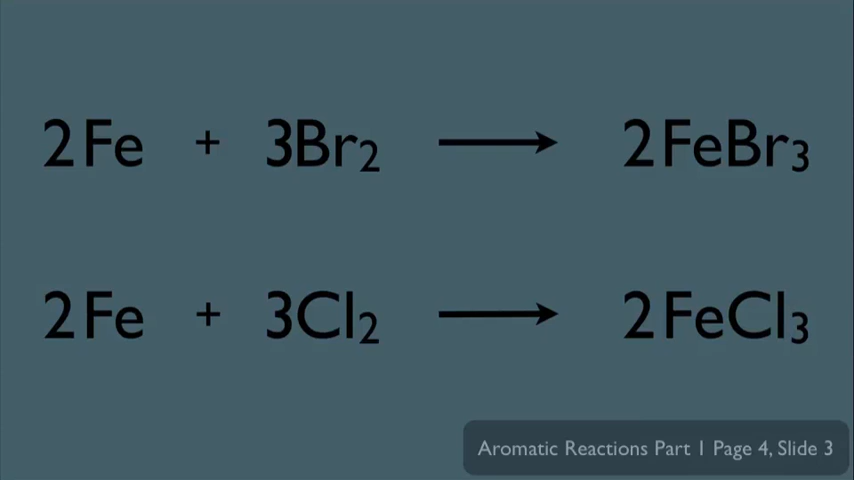 2Fe + 3Br₂ ⟶ 2FeBr₃
2Fe + 3Cl₂ ⟶ 2FeCl₃
Aromatic Reactions Part 1 Page 4, Slide 3